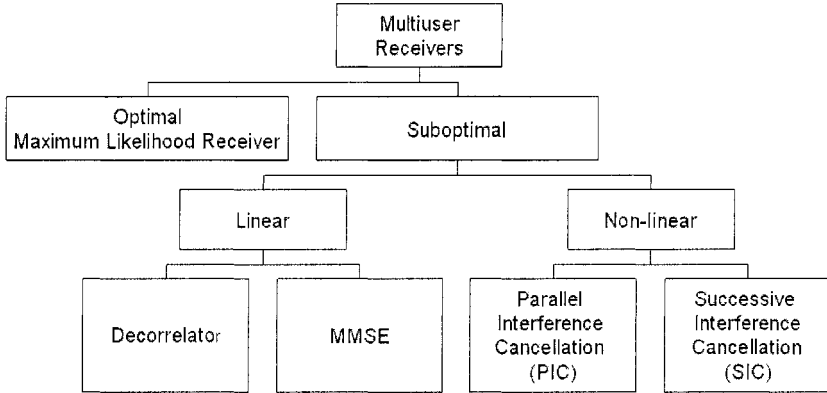 Multiuser
Receivers
Optimal
Maximum Likelihood Receiver
Suboptimal
Linear
Non-linear
Decorrelator
MMSE
Parallel
Interference
Cancellation
(PIC)
Successive
Interference
Cancellation
(SIC)